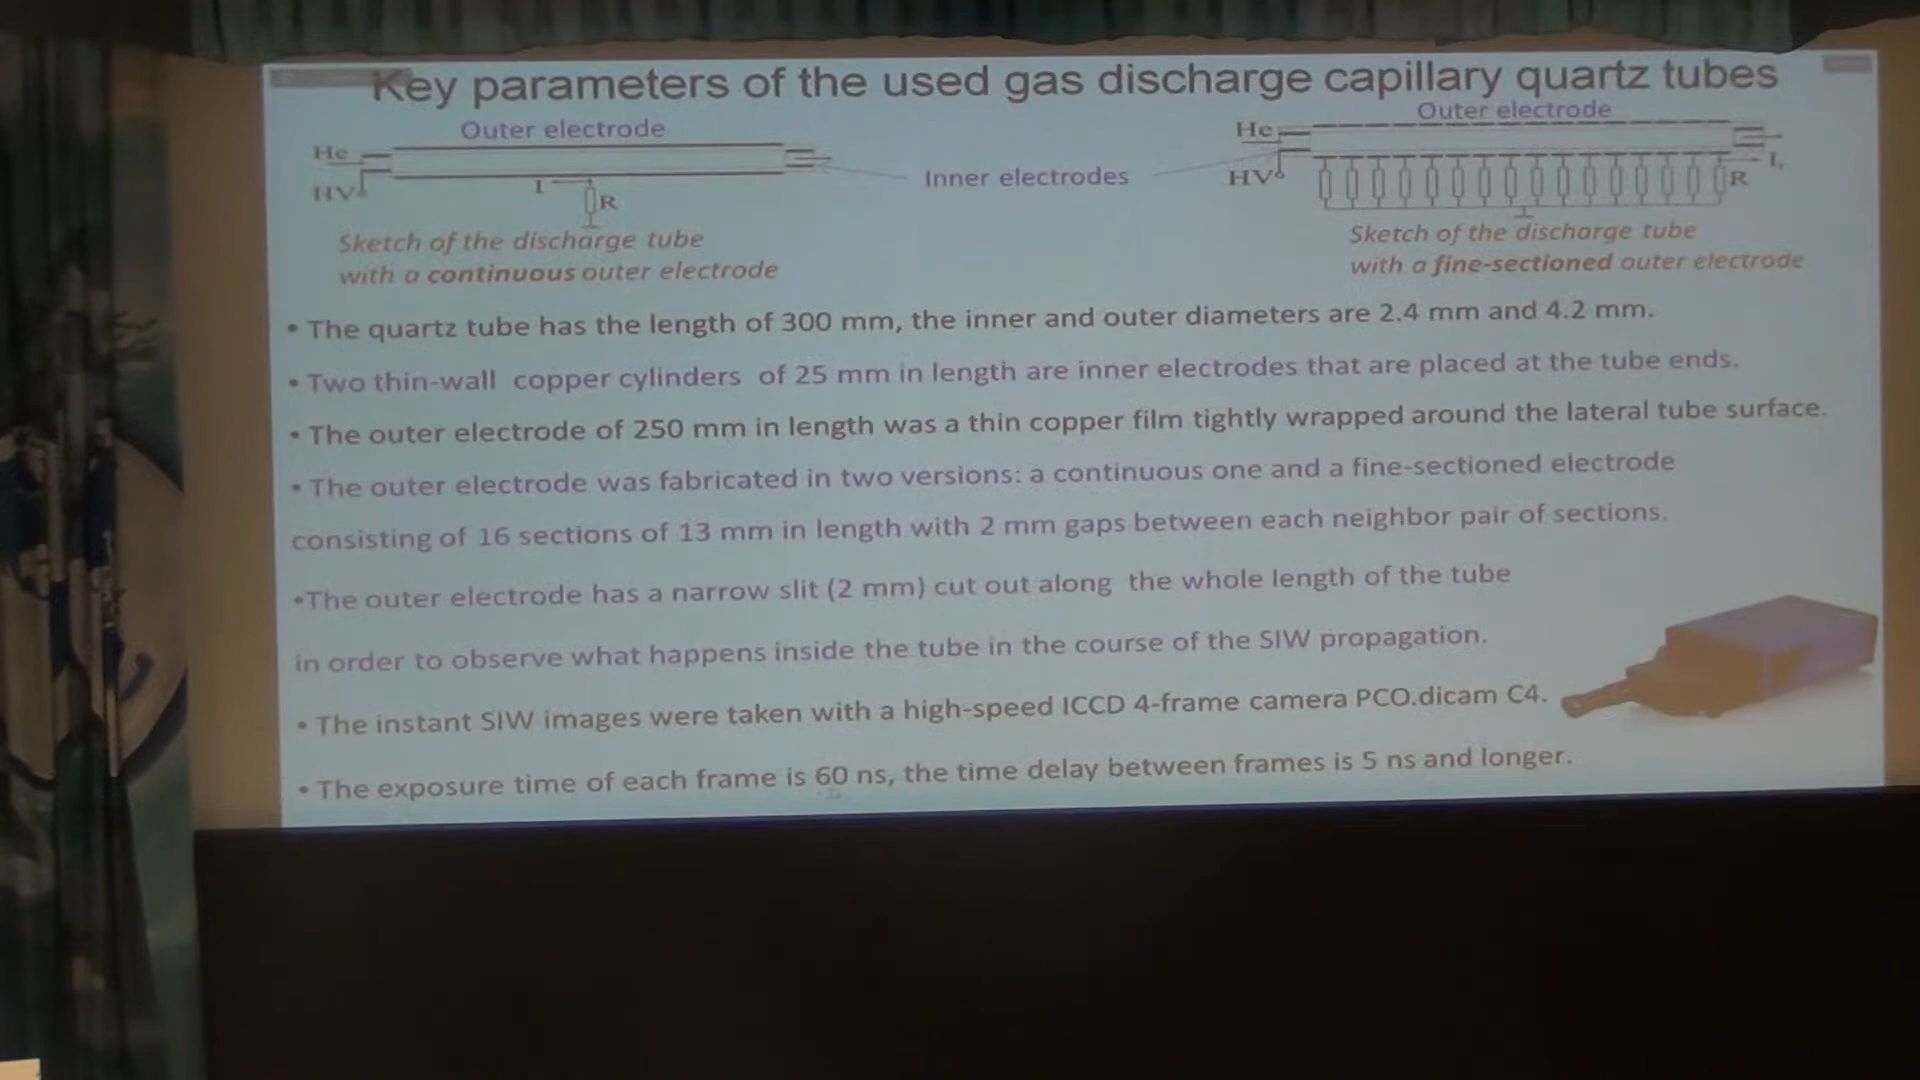 Key parameters of the used gas discharge capillary quartz tubes
Outer electrode
He
HV
I
R
Inner electrodes
Outer electrode
He
HV
R
Sketch of the discharge tube
with a continuous outer electrode
Sketch of the discharge tube
with a fine-sectioned outer electrode
• The quartz tube has the length of 300 mm, the inner and outer diameters are 2.4 mm and 4.2 mm.
• Two thin-wall copper cylinders of 25 mm in length are inner electrodes that are placed at the tube ends.
• The outer electrode of 250 mm in length was a thin copper film tightly wrapped around the lateral tube surface.
• The outer electrode was fabricated in two versions: a continuous one and a fine-sectioned electrode
consisting of 16 sections of 13 mm in length with 2 mm gaps between each neighbor pair of sections.
•The outer electrode has a narrow slit (2 mm) cut out along the whole length of the tube
in order to observe what happens inside the tube in the course of the SIW propagation.
• The instant SIW images were taken with a high-speed ICCD 4-frame camera PCO.dicam C4.
• The exposure time of each frame is 60 ns, the time delay between frames is 5 ns and longer.